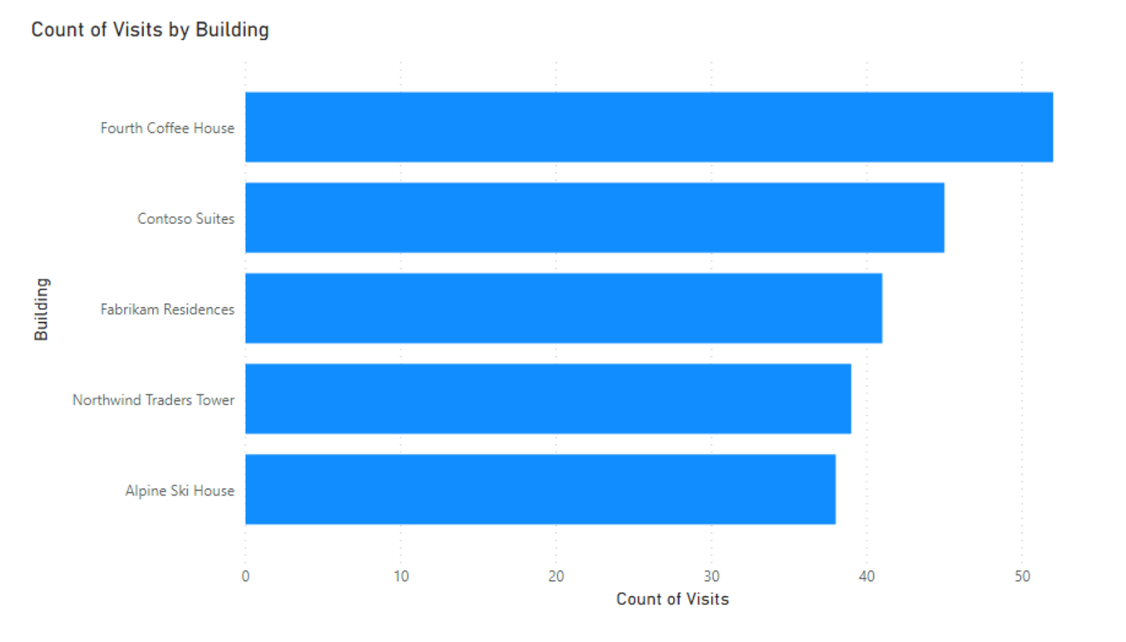 Count of Visits by Building
Building
Fourth Coffee House
Contoso Suites
Fabrikam Residences
Northwind Traders Tower
Alpine Ski House
0 10 20 30 40 50
Count of Visits